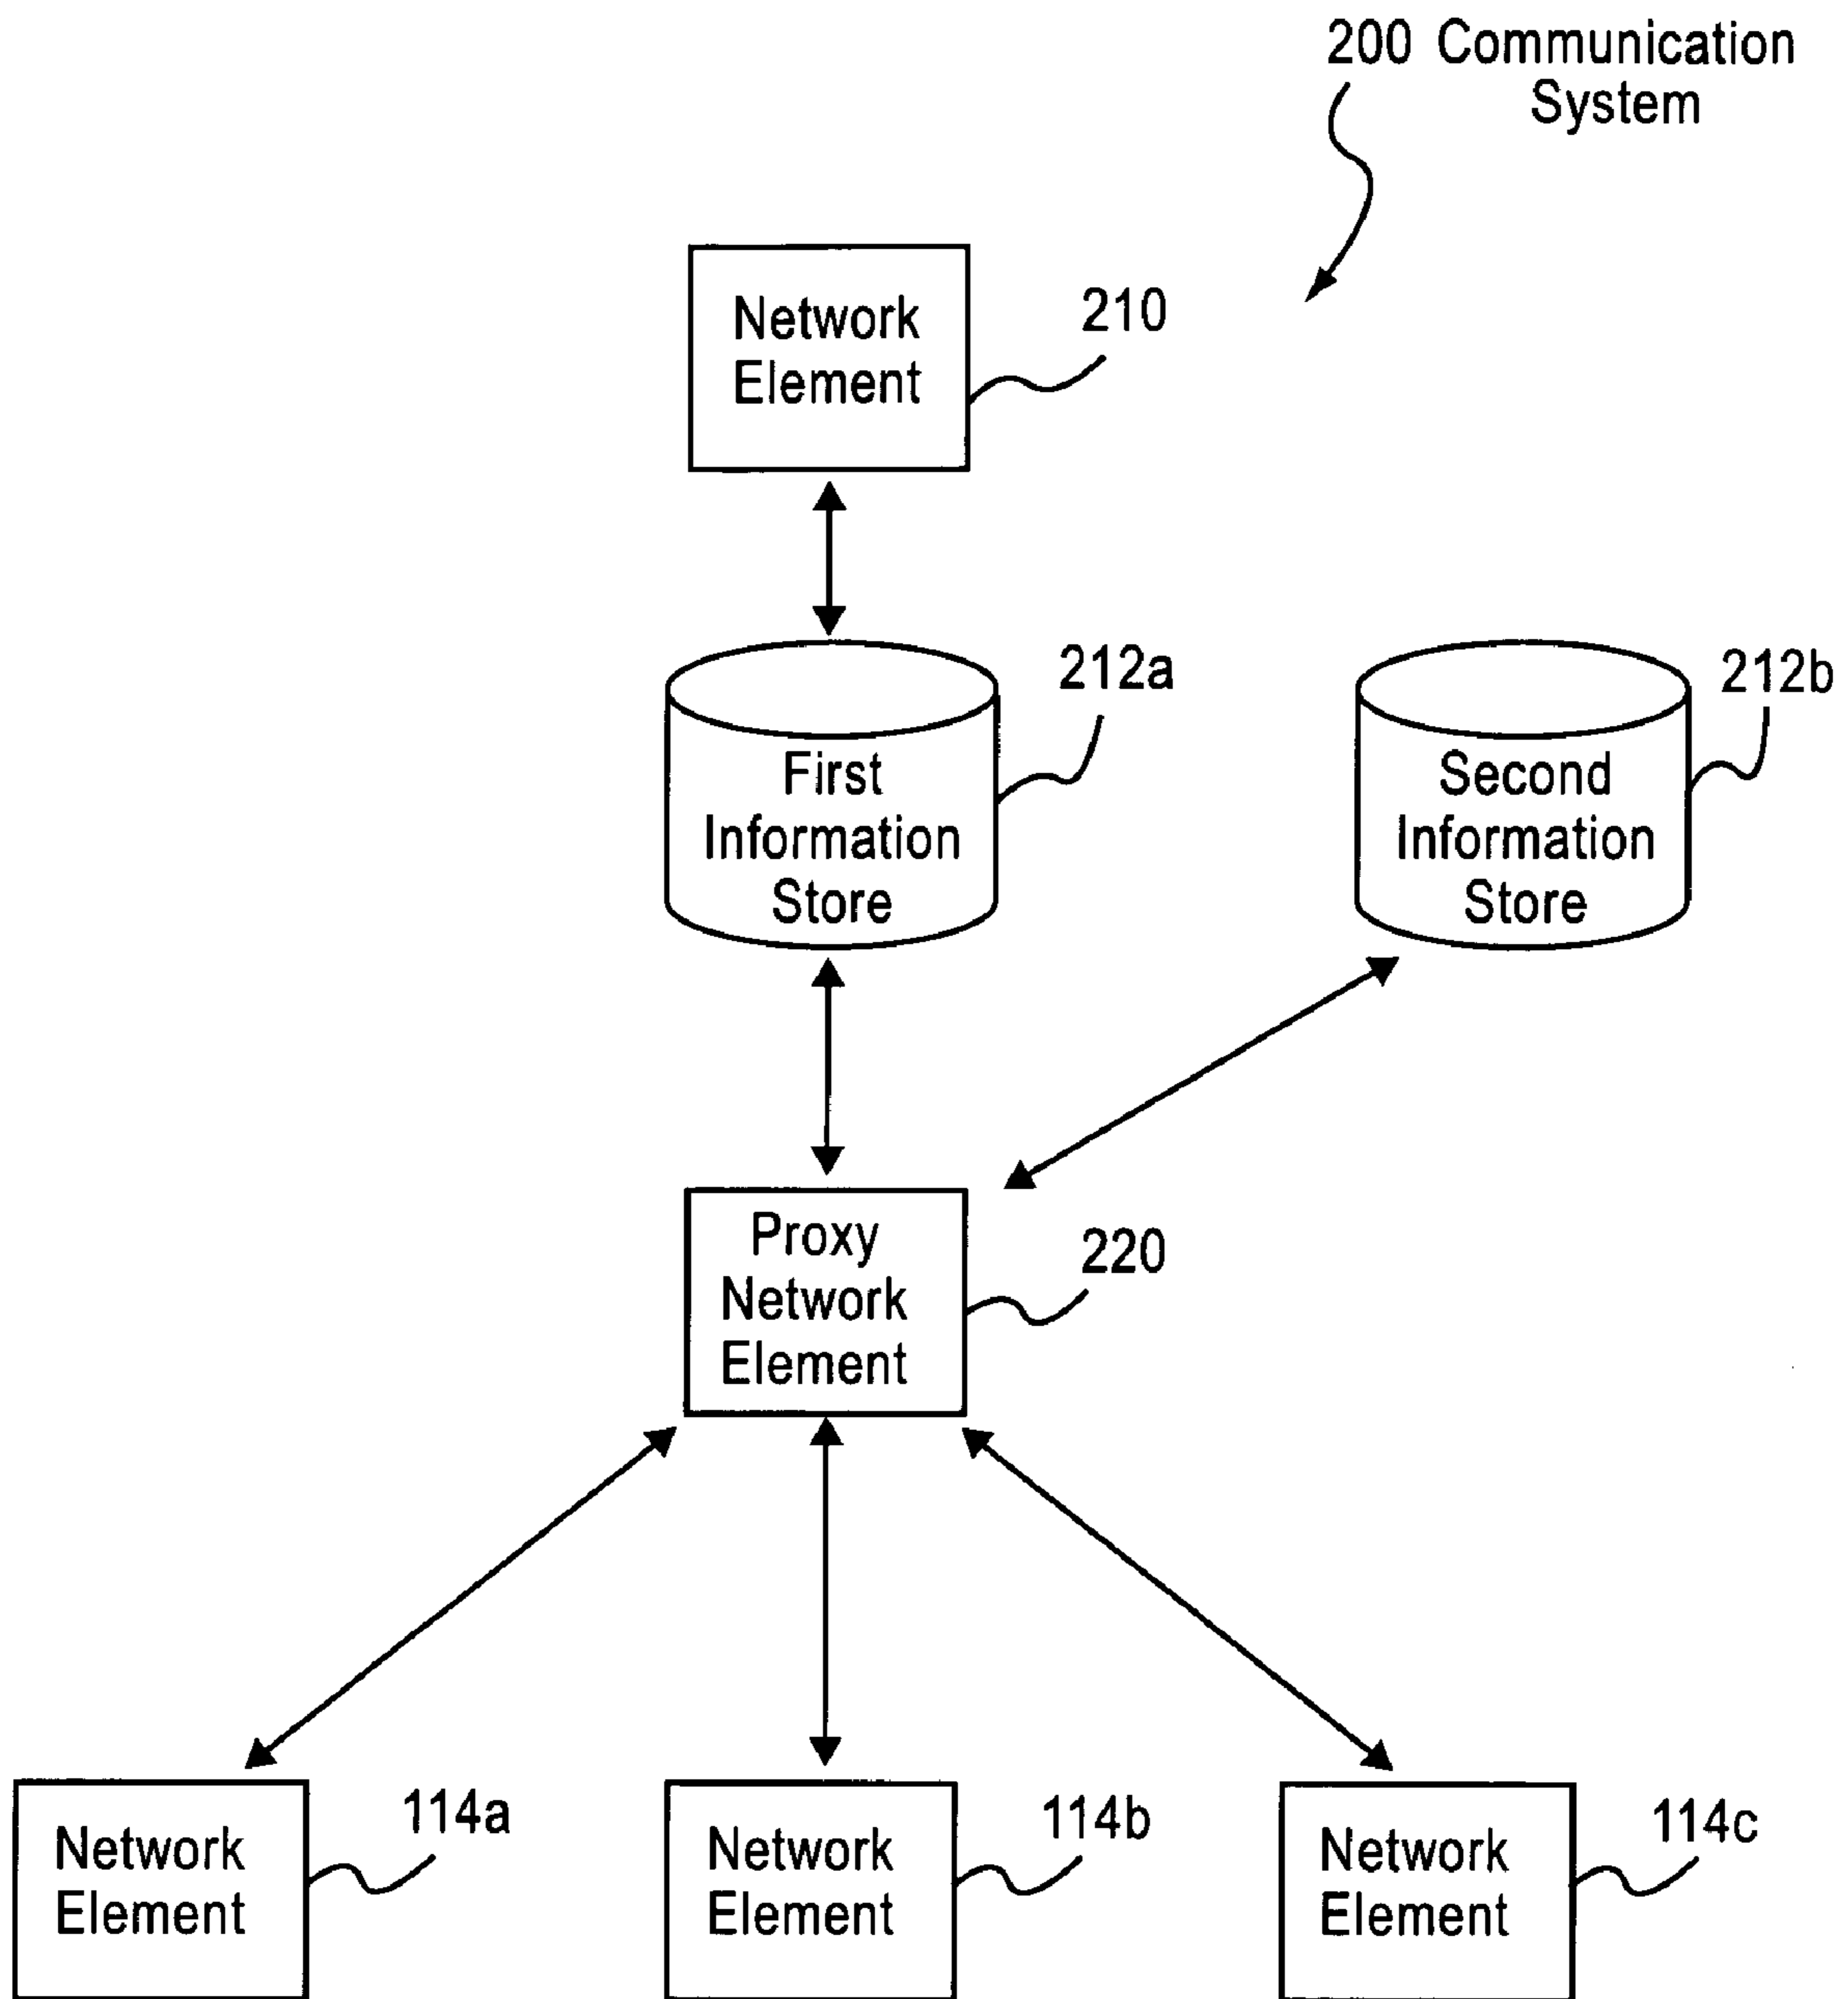 200 Communication
System
Network
Element
210
First
Information
Store
212a
Second
Information
Store
212b
Proxy
Network
Element
220
Network
Element
114a
Network
Element
114b
Network
Element
114c